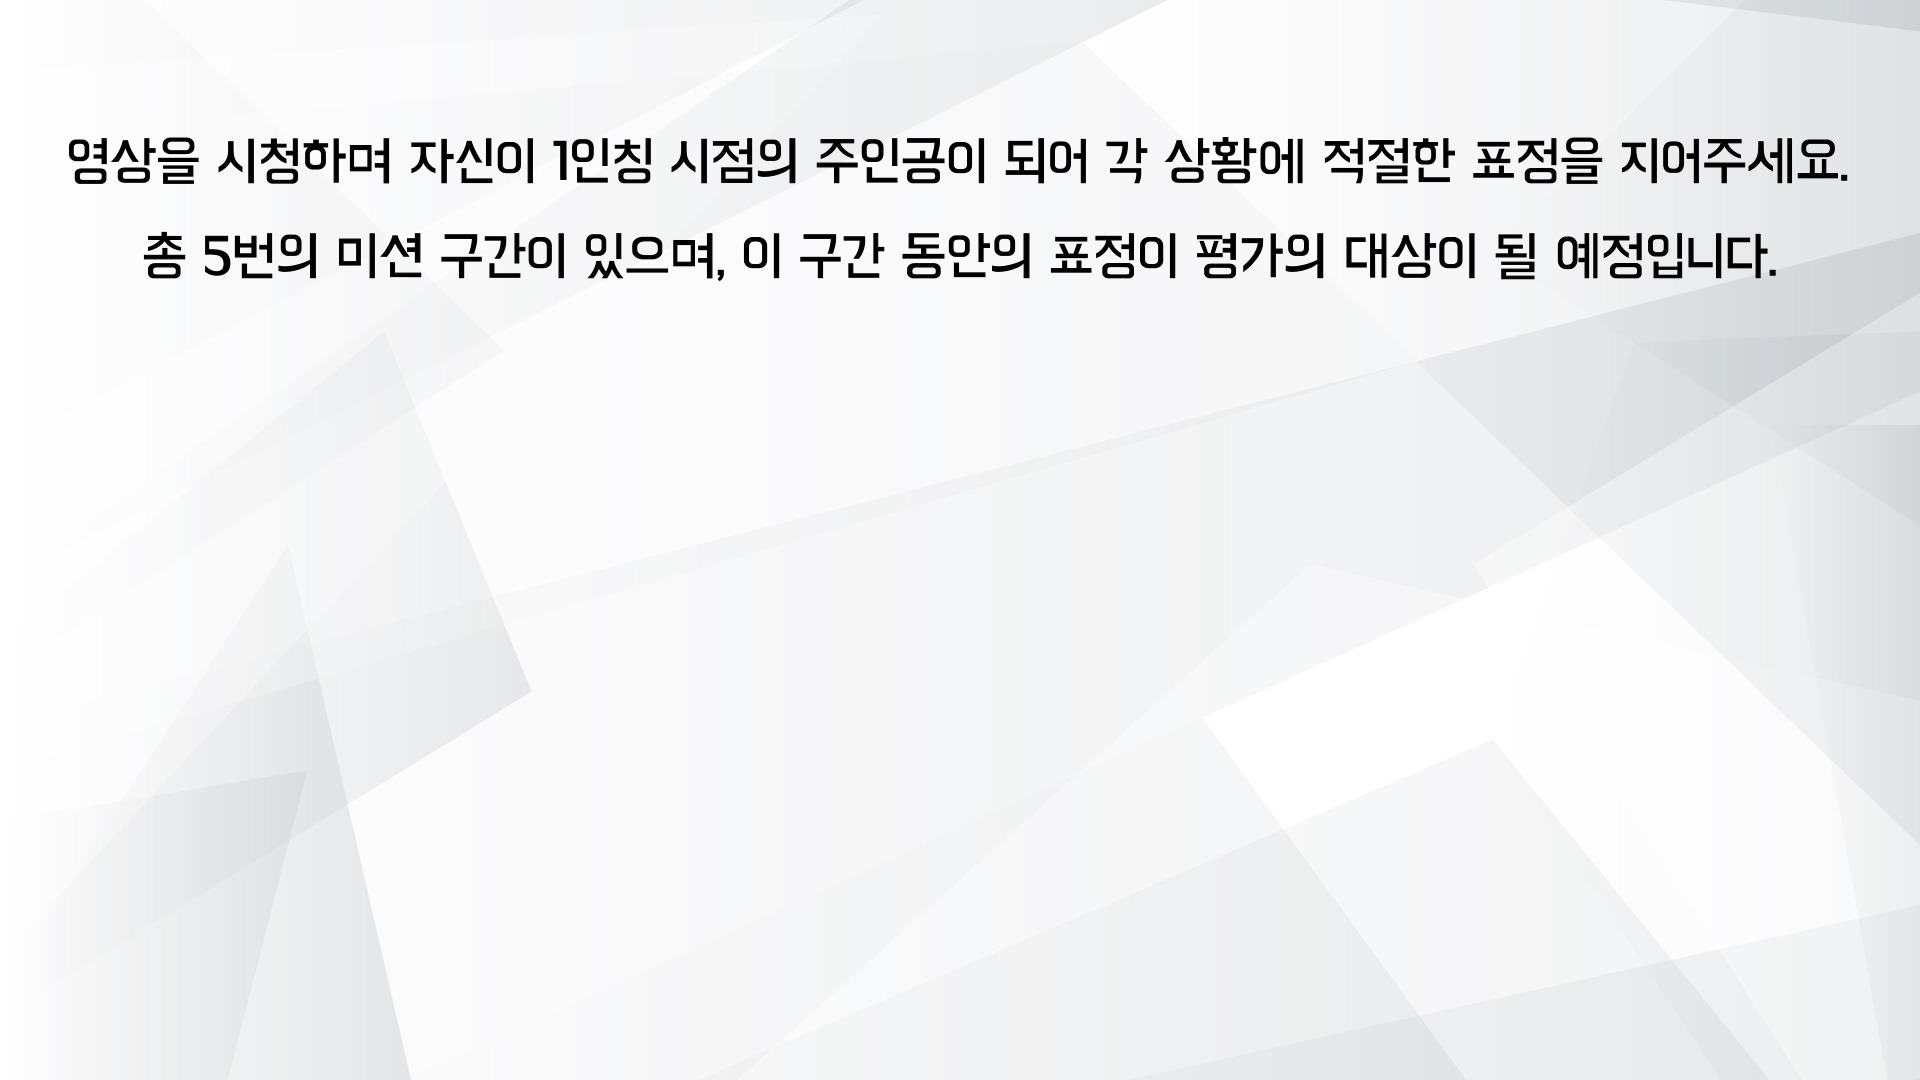 영상을 시청하며 자신이 1인칭 시점의 주인공이 되어 각 상황에 적절한 표정을 지어주세요.
총 5번의 미션 구간이 있으며, 이 구간 동안의 표정이 평가의 대상이 될 예정입니다.